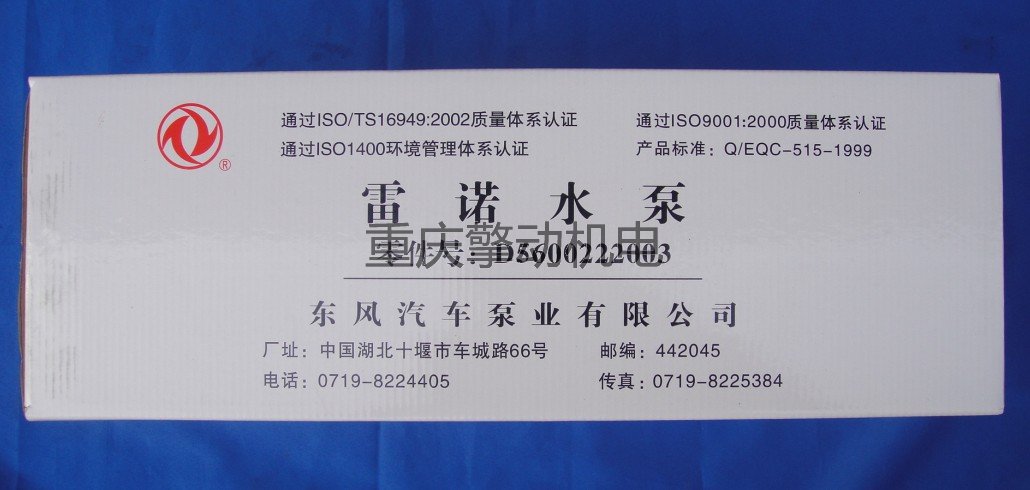 通过ISO/TS16949:2002质量体系认证 通过ISO9001:2000质量体系认证
通过ISO1400环境管理体系认证 产品标准: Q/EQC-515-1999
®
雷诺水泵
重庆擎动机电
零件号: D5600222003
东风汽车泵业有限公司
厂址: 中国湖北十堰市车城路66号 邮编: 442045
电话: 0719-8224405 传真: 0719-8225384